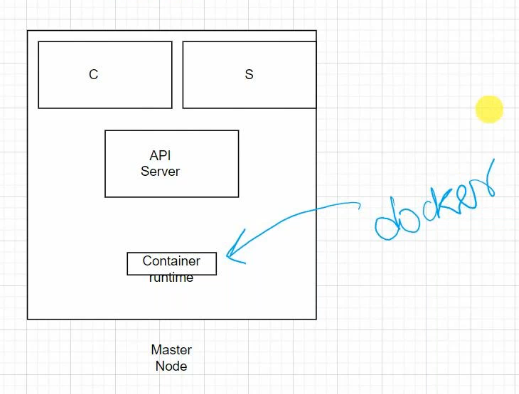 C
S
API
Server
docker
Container
runtime
Master
Node